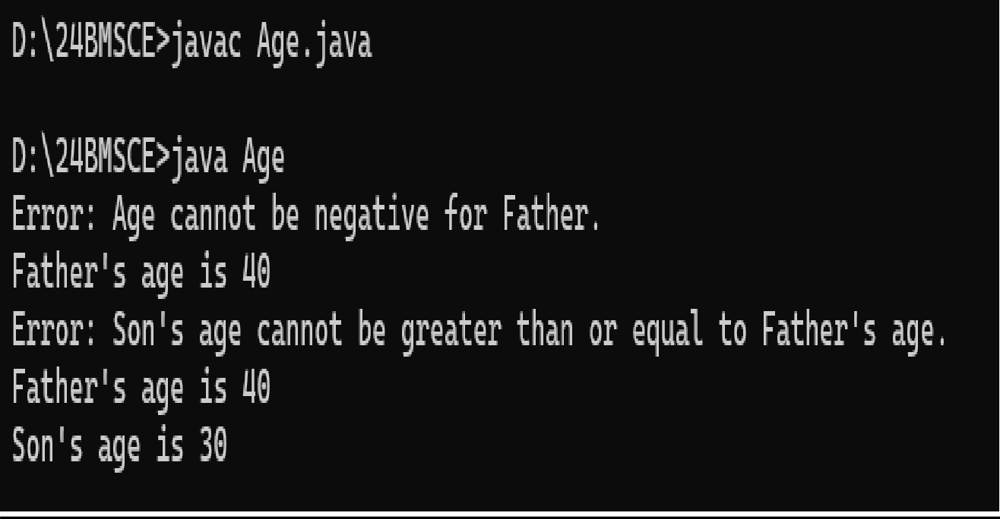 D:\24BMSCE>javac Age.java
D:\24BMSCE>java Age
Error: Age cannot be negative for Father.
Father's age is 40
Error: Son's age cannot be greater than or equal to Father's age.
Father's age is 40
Son's age is 30